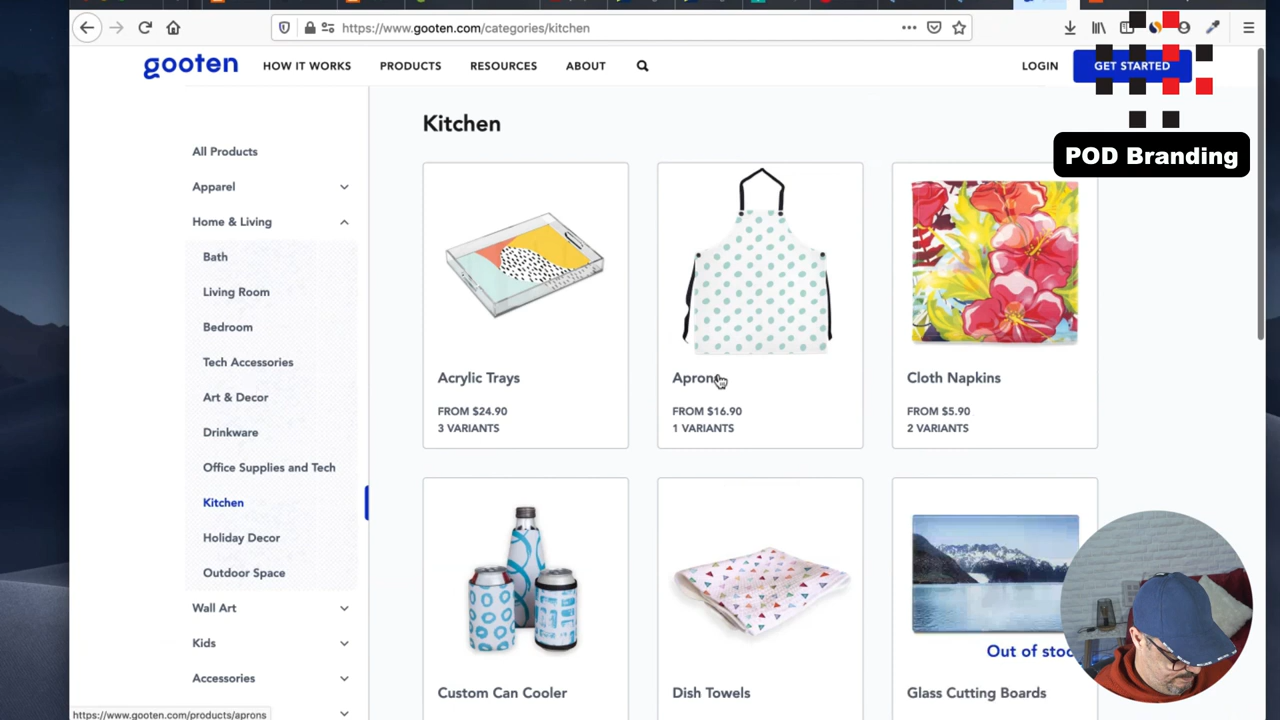 https://www.gooten.com/categories/kitchen
gooten
HOW IT WORKS
PRODUCTS
RESOURCES
ABOUT
LOGIN
GET STARTED
POD Branding
Kitchen
All Products
Apparel
Home & Living
Bath
Living Room
Bedroom
Tech Accessories
Art & Decor
Drinkware
Office Supplies and Tech
Kitchen
Holiday Decor
Outdoor Space
Wall Art
Kids
Accessories
Acrylic Trays
FROM $24.90
3 VARIANTS
Aprons
FROM $16.90
1 VARIANTS
Cloth Napkins
FROM $5.90
2 VARIANTS
Custom Can Cooler
Dish Towels
Out of stoc
Glass Cutting Boards
https://www.gooten.com/products/aprons